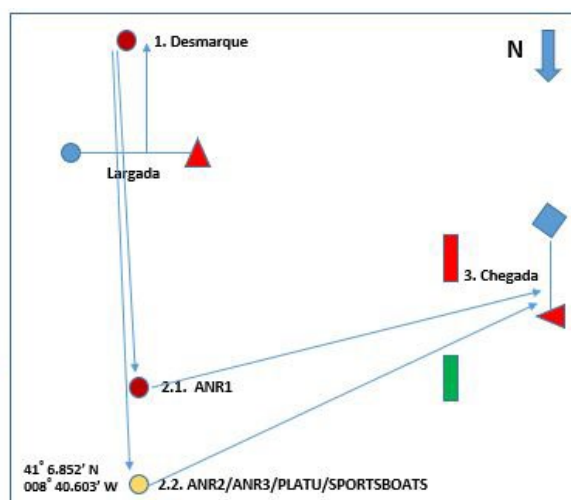 1. Desmarque
N
Largada
3. Chegada
2.1. ANR1
41° 6.852’ N
008° 40.603’ W
2.2. ANR2/ANR3/PLATU/SPORTSBOATS